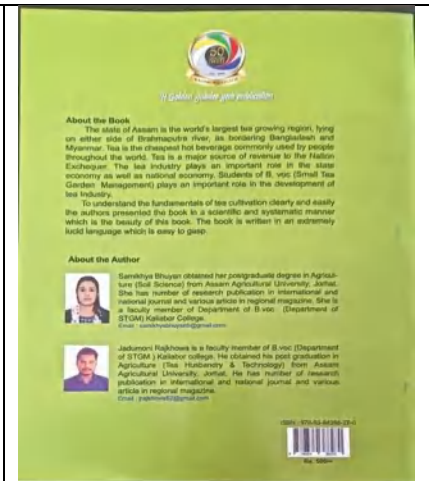 50
A Golden Jubilee year publication
About the Book
The state of Assam is the world's largest tea growing region, lying
on either side of Brahmaputra river, as bordering Bangladesh and
Myanmar. Tea is the cheapest hot beverage commonly used by people
throughout the world. Tea is a major source of revenue to the Nation
Exchequer. The tea industry plays an important role in the state
economy as well as national economy. Students of B. voc (Small Tea
Garden Management) plays an important role in the development of
tea Industry.
To understand the fundamentals of tea cultivation clearly and easily
the authors presented the book in a scientific and systematic manner
which is the beauty of this book. The book is written in an extremely
lucid language which is easy to gasp.
About the Author
Samikhya Bhuyan obtained her postgraduate degree in Agricul-
ture (Soil Science) from Assam Agricultural University, Jorhat.
She has number of research publication in international and
national journal and various article in regional magazine. She is
a faculty member of Department of B.voc (Department of
STGM) Kaliabor College.
Email :
Jadumoni Rajkhowa is a faculty member of B.voc (Department
of STGM ) Kaliabor college. He obtained his post graduation in
Agriculture (Tea Husbandry & Technology) from Assam
Agricultural University, Jorhat. He has number of research
publication in international and national journal and various
article in regional magazine.
Email :
ISBN :
Rs.